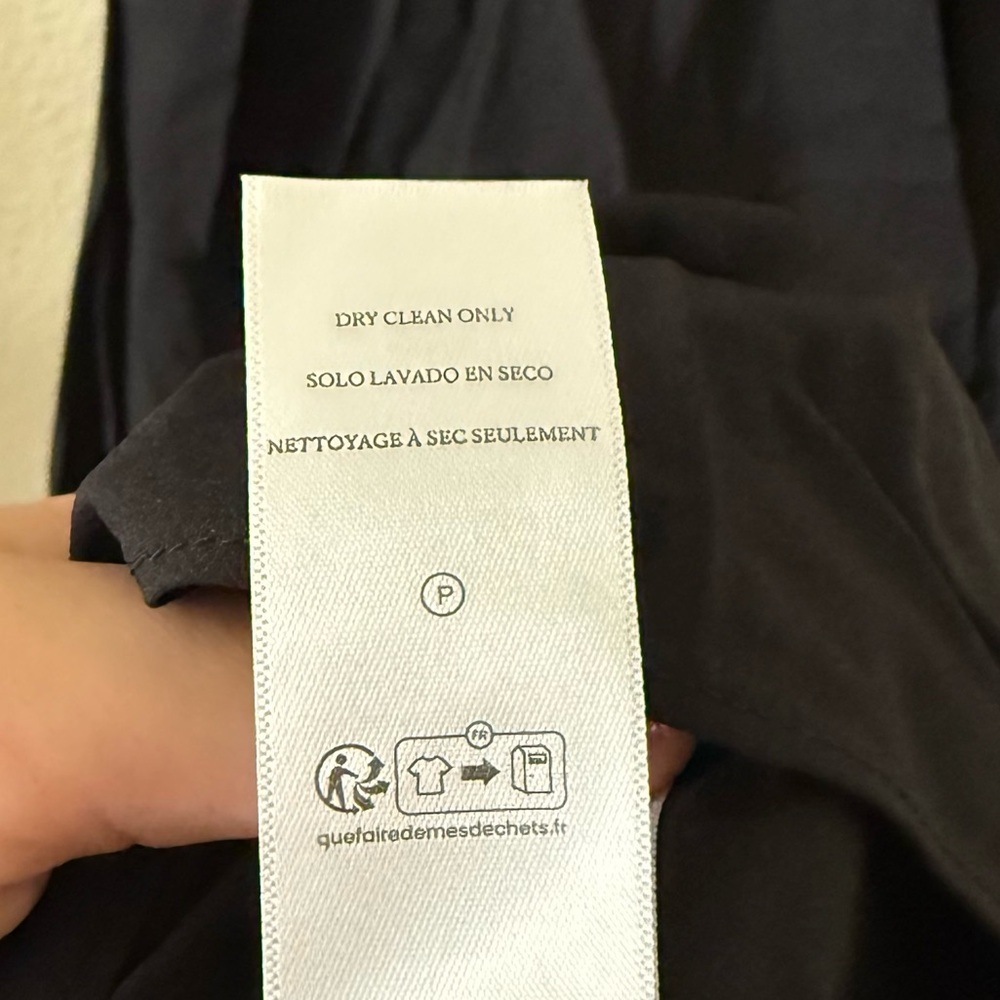 DRY CLEAN ONLY
SOLO LAVADO EN SECO
NETTOYAGE À SEC SEULEMENT
P
FR
quefairedemesdechets.fr